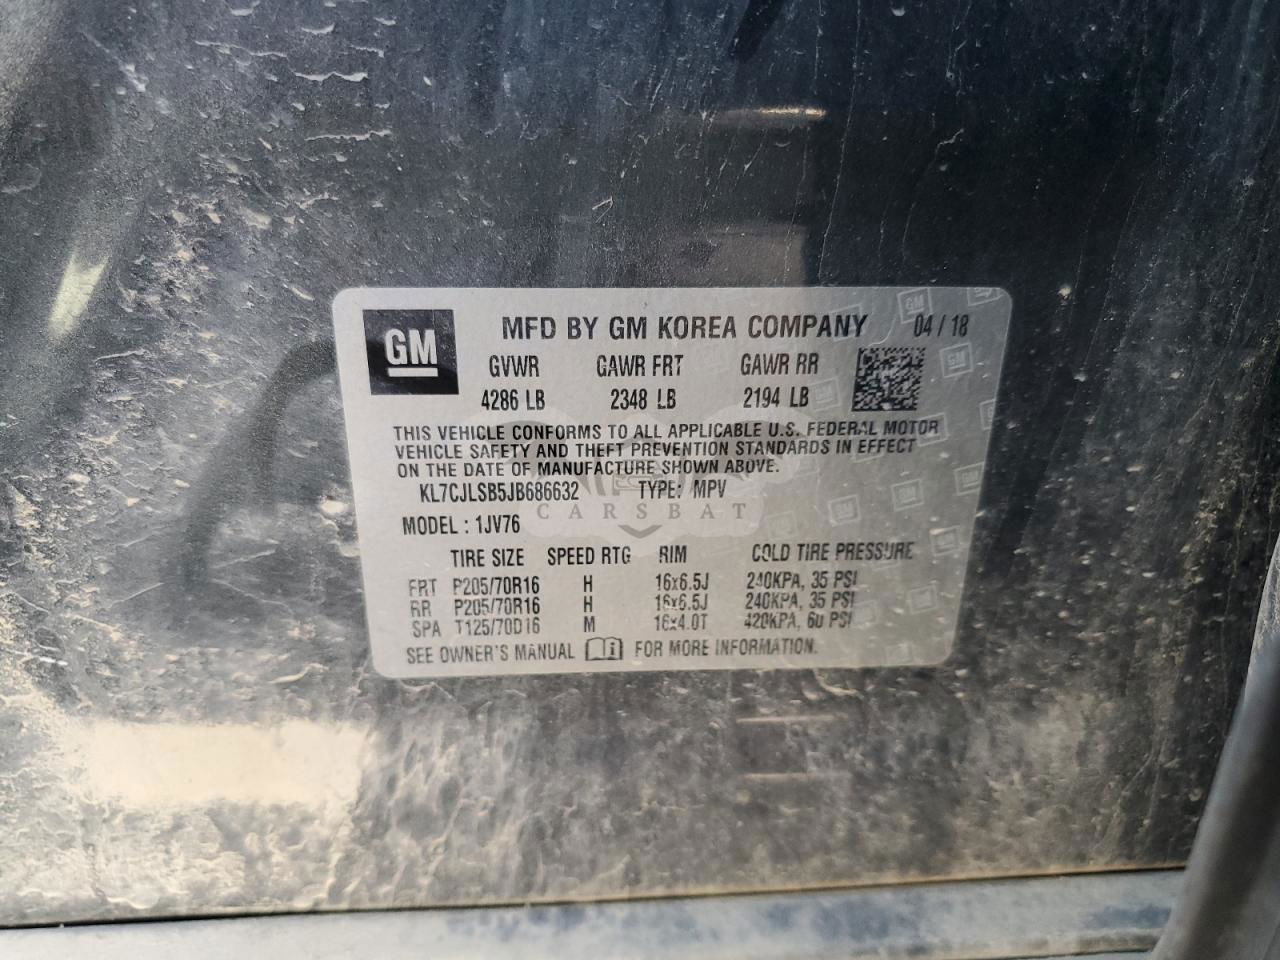 GM MFD BY GM KOREA COMPANY 04 / 18
GVWR GAWR FRT GAWR RR
4286 LB 2348 LB 2194 LB
THIS VEHICLE CONFORMS TO ALL APPLICABLE U.S. FEDERAL MOTOR
VEHICLE SAFETY AND THEFT PREVENTION STANDARDS IN EFFECT
ON THE DATE OF MANUFACTURE SHOWN ABOVE.
KL7CJLSB5JB686632 TYPE: MPV
CARSBAT
MODEL : 1JV76
TIRE SIZE SPEED RTG RIM COLD TIRE PRESSURE
FRT P205/70R16 H 16x6.5J 240KPA, 35 PSI
RR P205/70R16 H 16x6.5J 240KPA, 35 PSI
SPA T125/70D16 M 16x4.0T 420KPA, 60 PSI
SEE OWNER'S MANUAL FOR MORE INFORMATION.